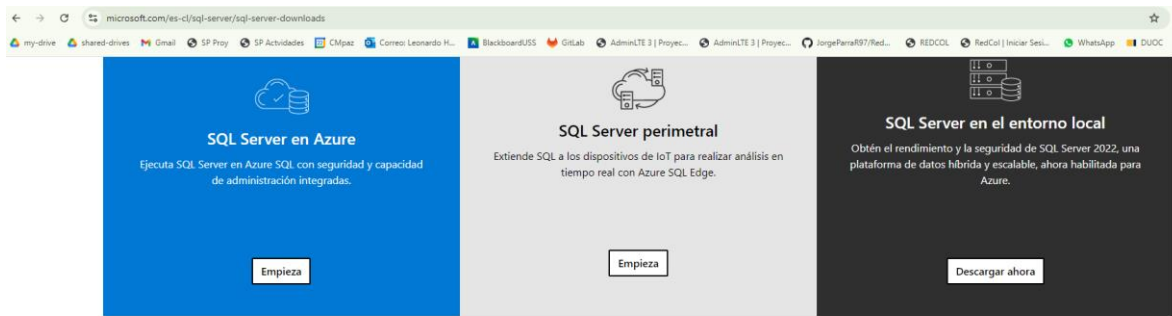 microsoft.com/es-cl/sql-server/sql-server-downloads
my-drive shared-drives Gmail SP Proy SP Actvidades CMpaz Correo: Leonardo H... BlackboardUSS GitLab AdminLTE 3 | Proyec... AdminLTE 3 | Proyec... JorgeParraR97/Red... REDCOL RedCol | Iniciar Sesi... WhatsApp DUOC
SQL Server en Azure
Ejecuta SQL Server en Azure SQL con seguridad y capacidad
de administración integradas.
Empieza
SQL Server perimetral
Extiende SQL a los dispositivos de IoT para realizar análisis en
tiempo real con Azure SQL Edge.
Empieza
SQL Server en el entorno local
Obtén el rendimiento y la seguridad de SQL Server 2022, una
plataforma de datos híbrida y escalable, ahora habilitada para
Azure.
Descargar ahora